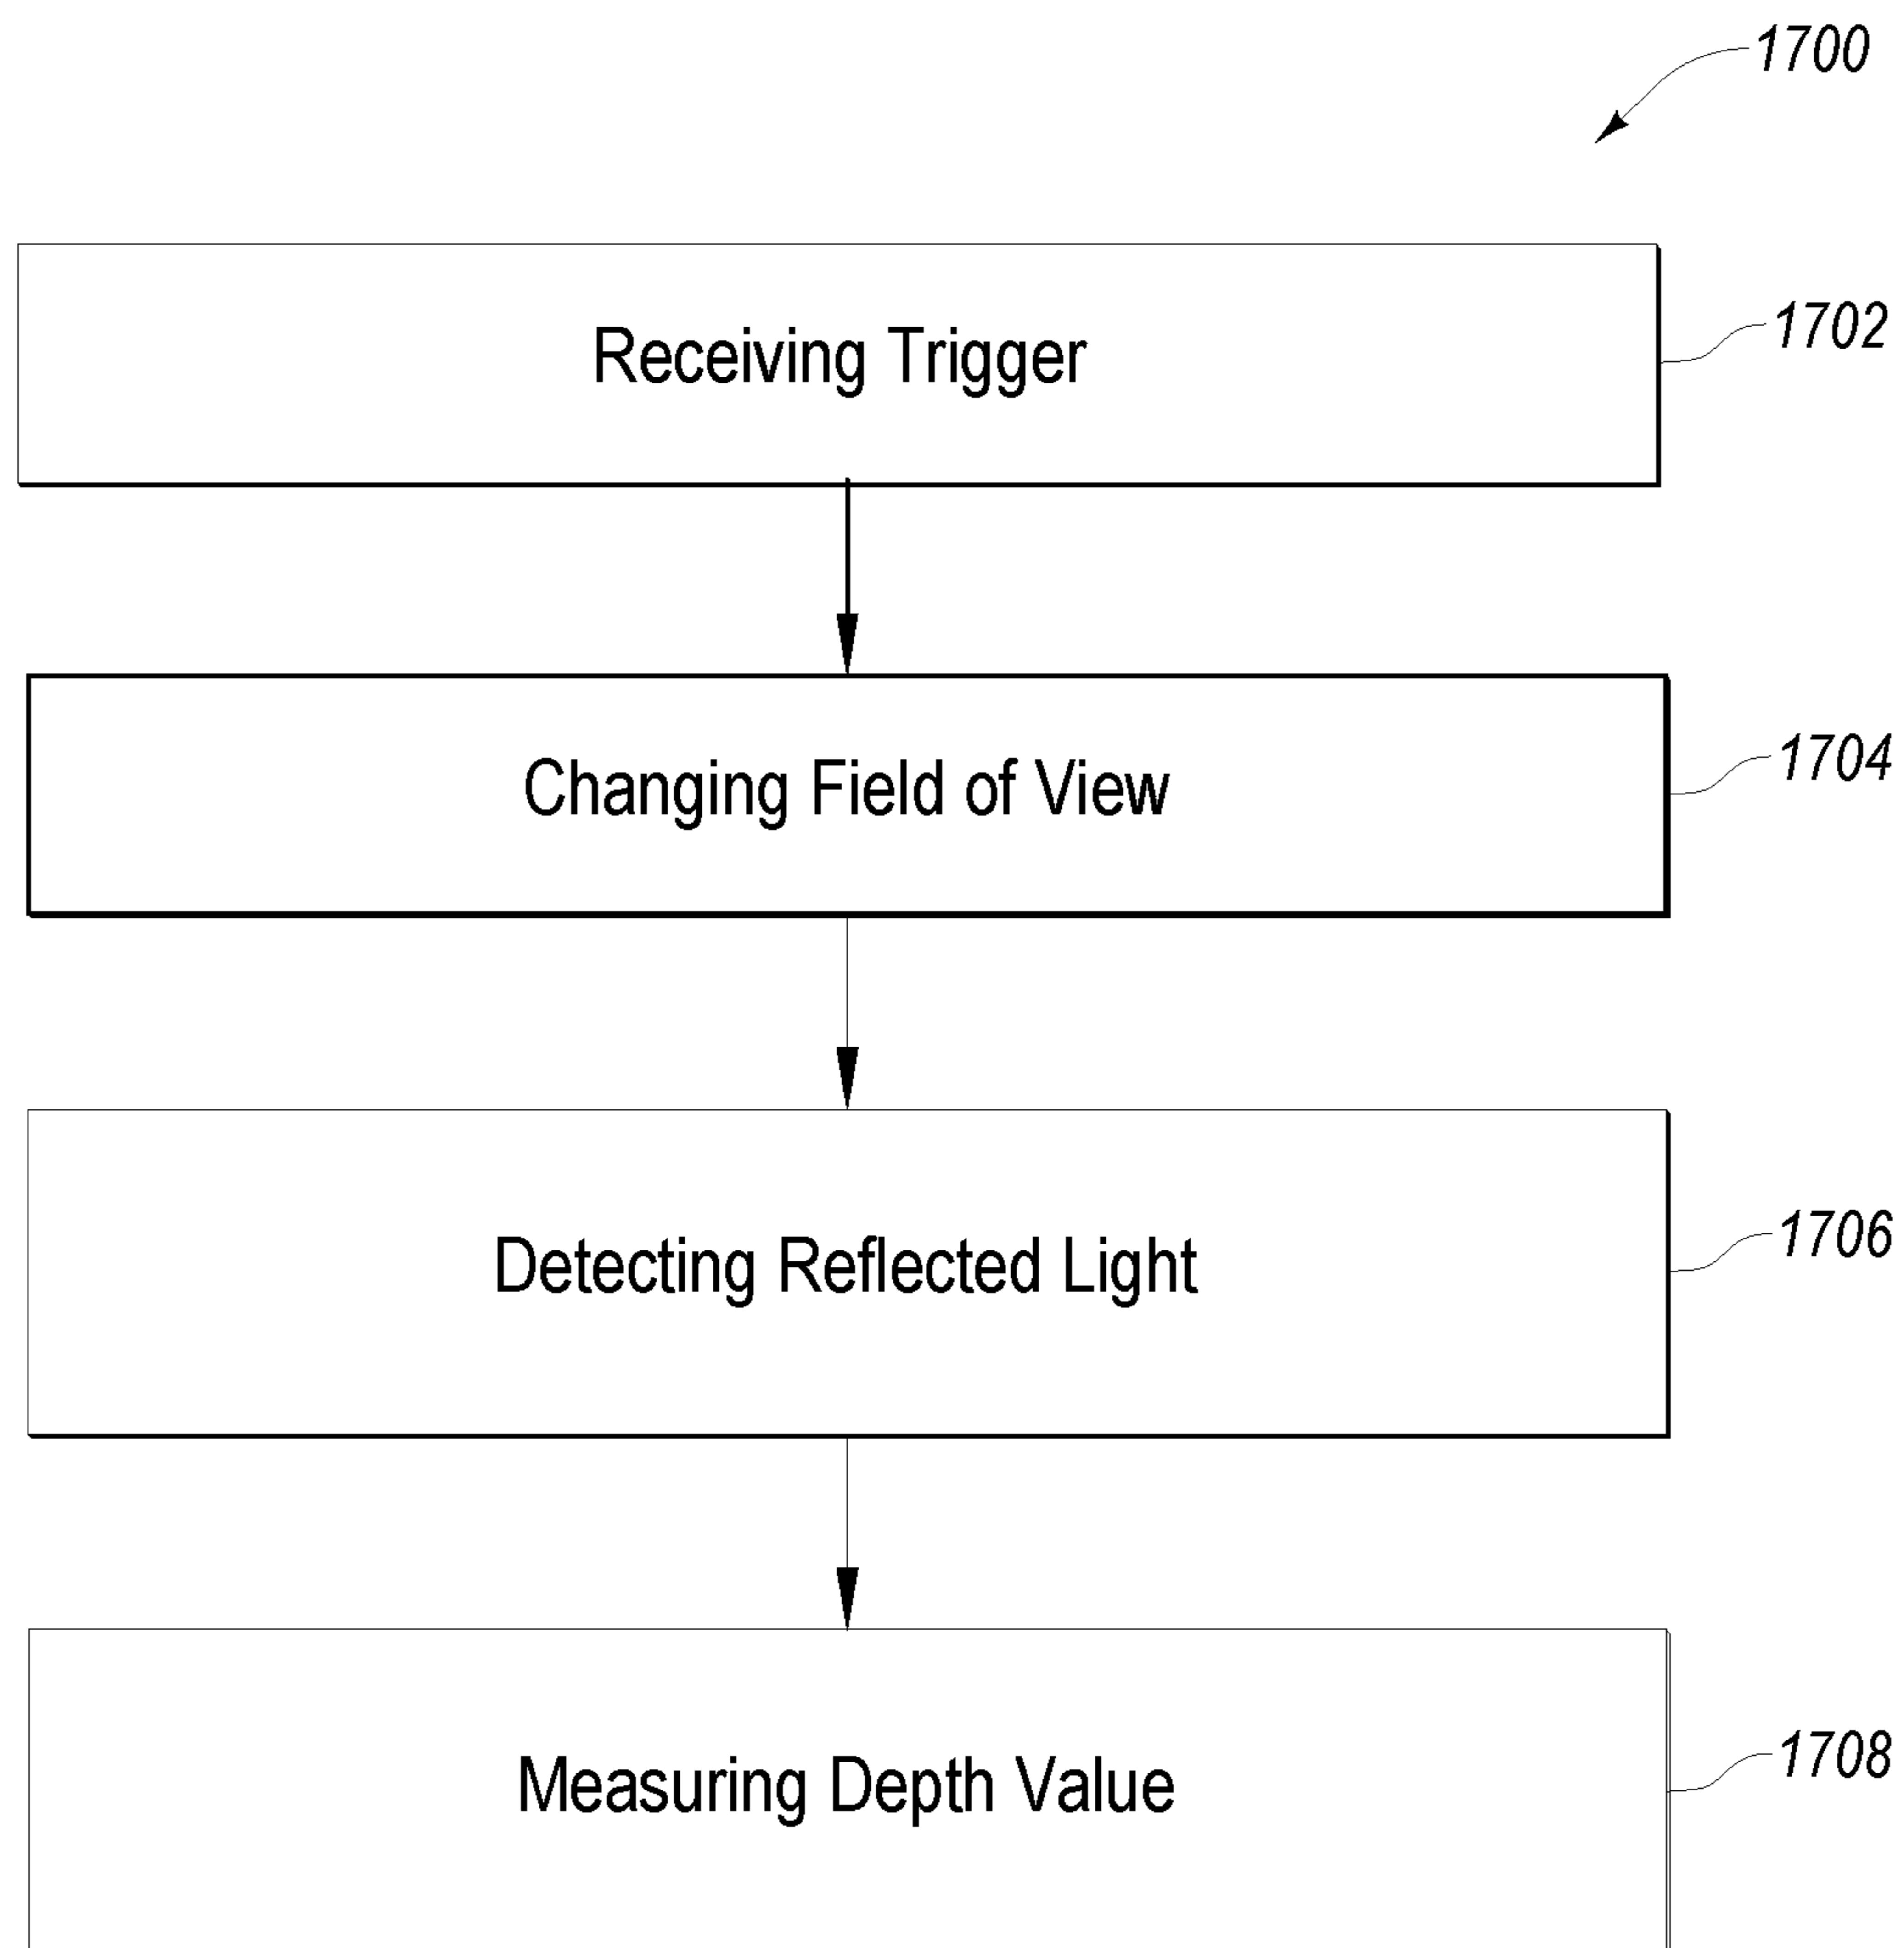 1700
Receiving Trigger
1702
Changing Field of View
1704
Detecting Reflected Light
1706
Measuring Depth Value
1708